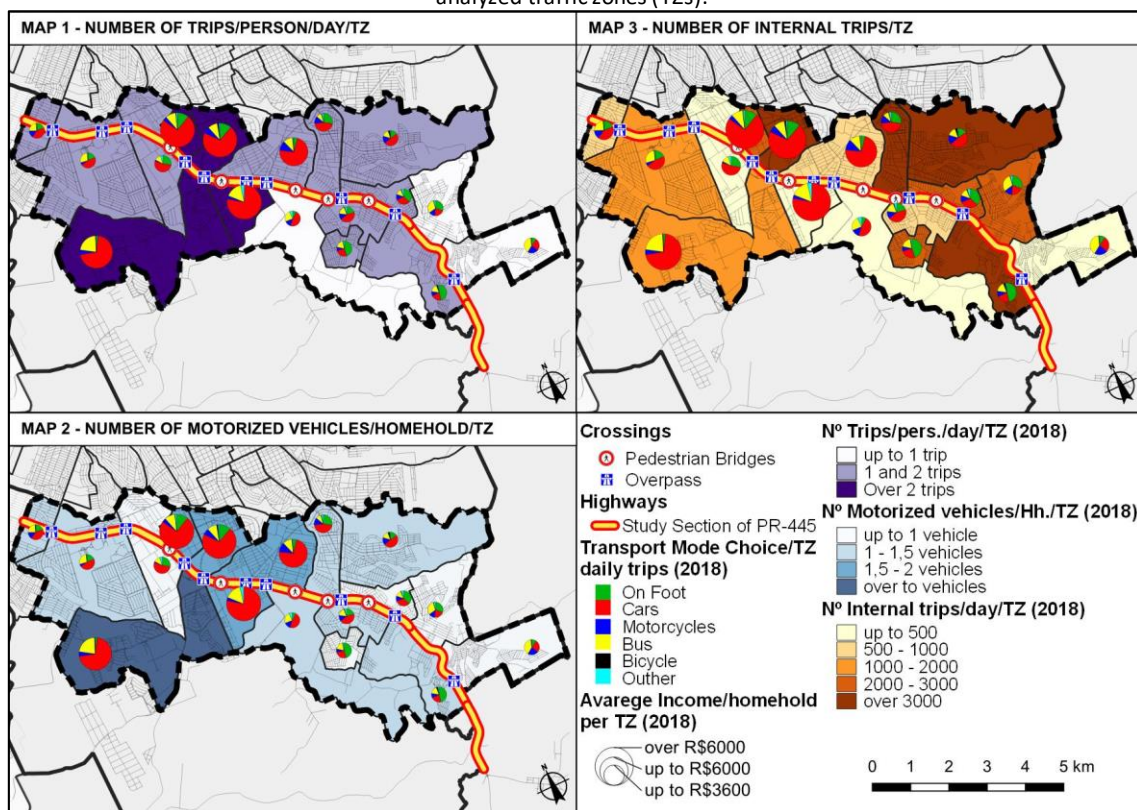 analyzed traffic zones (TZs).
MAP 1 - NUMBER OF TRIPS/PERSON/DAY/TZ
MAP 3 - NUMBER OF INTERNAL TRIPS/TZ
MAP 2 - NUMBER OF MOTORIZED VEHICLES/HOMEHOLD/TZ
Crossings
Pedestrian Bridges
Overpass
Highways
Study Section of PR-445
Transport Mode Choice/TZ
daily trips (2018)
On Foot
Cars
Motorcycles
Bus
Bicycle
Outher
Avarege Income/homehold
per TZ (2018)
over R$6000
up to R$6000
up to R$3600
Nº Trips/pers./day/TZ (2018)
up to 1 trip
1 and 2 trips
Over 2 trips
Nº Motorized vehicles/Hh./TZ (2018)
up to 1 vehicle
1 - 1,5 vehicles
1,5 - 2 vehicles
over to vehicles
Nº Internal trips/day/TZ (2018)
up to 500
500 - 1000
1000 - 2000
2000 - 3000
over 3000
0 1 2 3 4 5 km